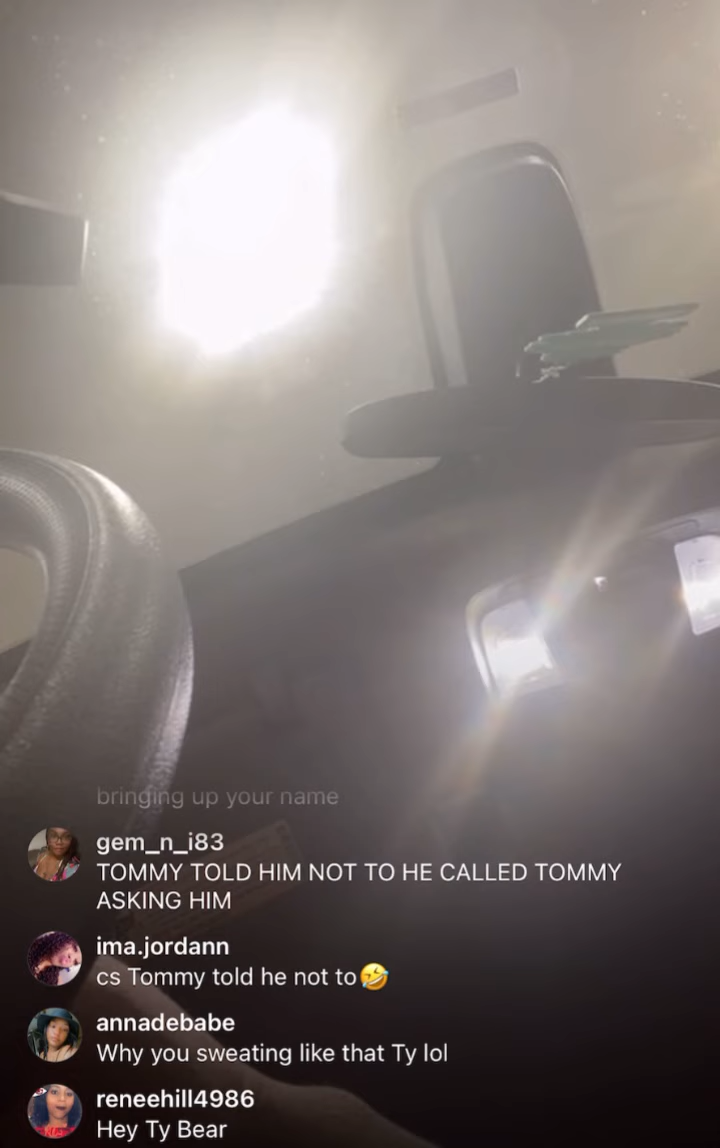 bringing up your name
gem_n_i83
TOMMY TOLD HIM NOT TO HE CALLED TOMMY
ASKING HIM
ima.jordann
cs Tommy told he not to🤣
annadebabe
Why you sweating like that Ty lol
reneehill4986
Hey Ty Bear